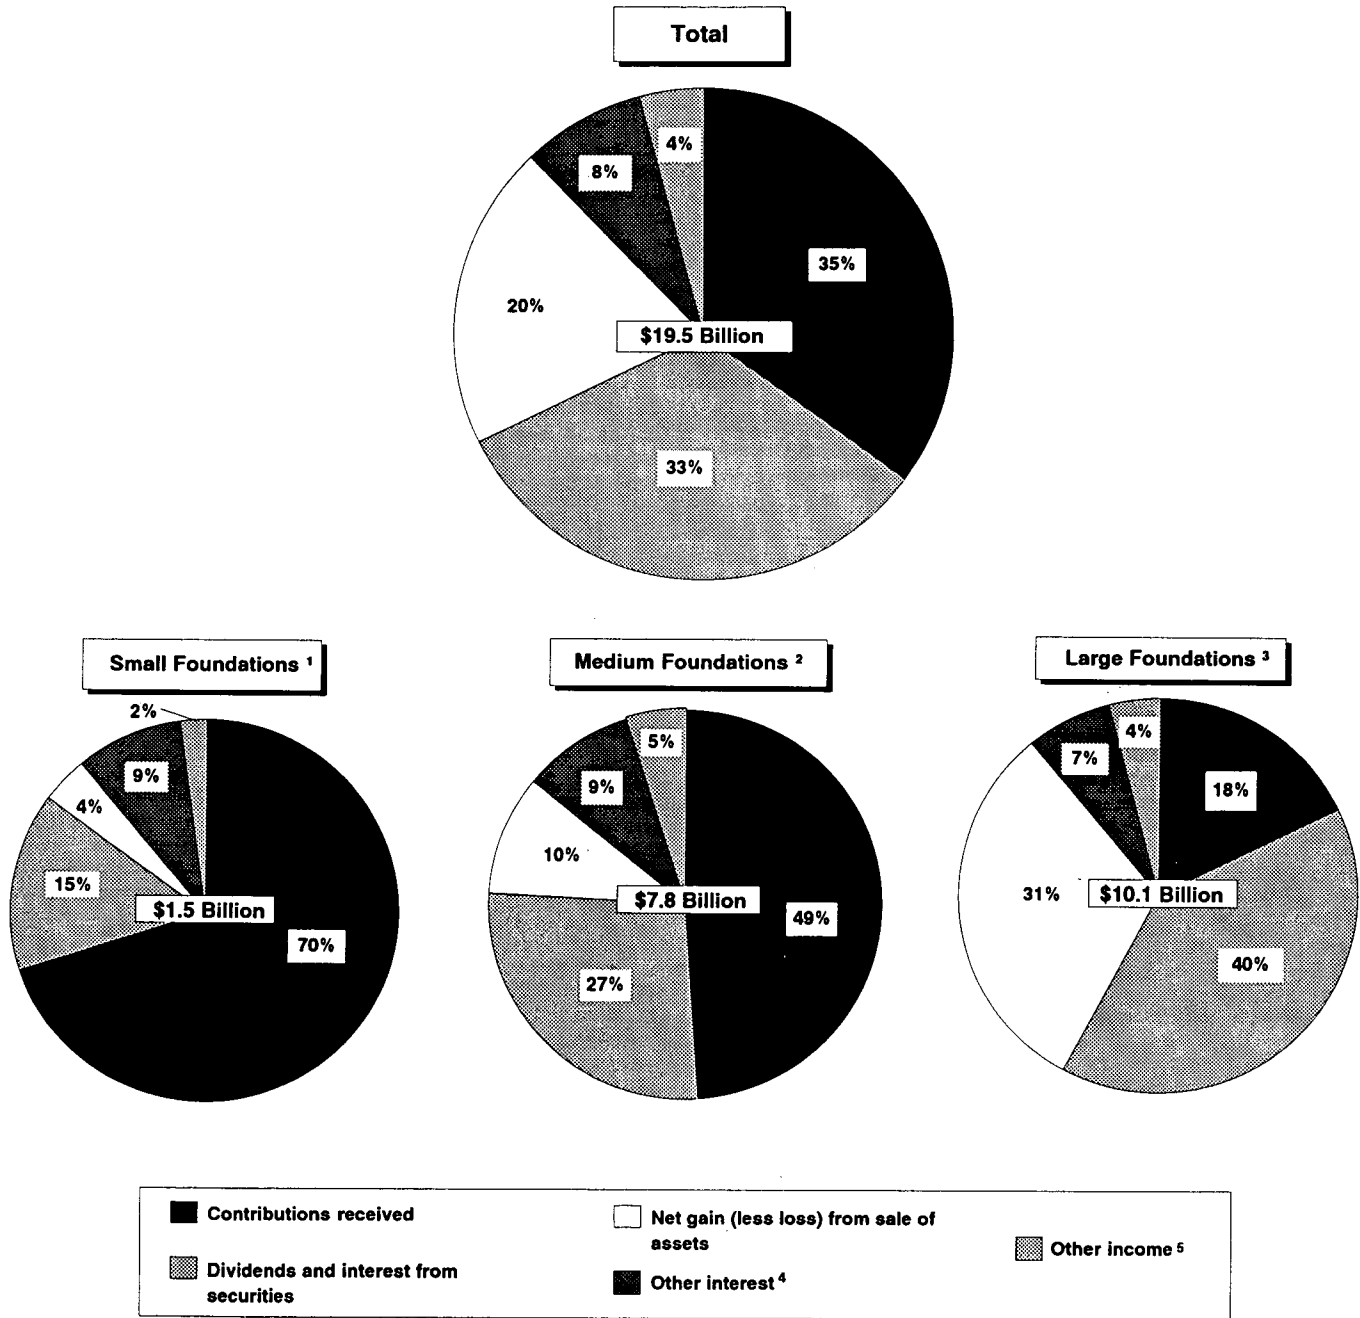 Total
4%
8%
35%
20%
$19.5 Billion
33%
Small Foundations 1
Medium Foundations 2
Large Foundations 3
2%
9%
4%
15%
$1.5 Billion
70%
5%
9%
10%
$7.8 Billion
49%
27%
4%
7%
18%
31%
$10.1 Billion
40%
Contributions received
Dividends and interest from
securities
Net gain (less loss) from sale of
assets
Other interest 4
Other income 5